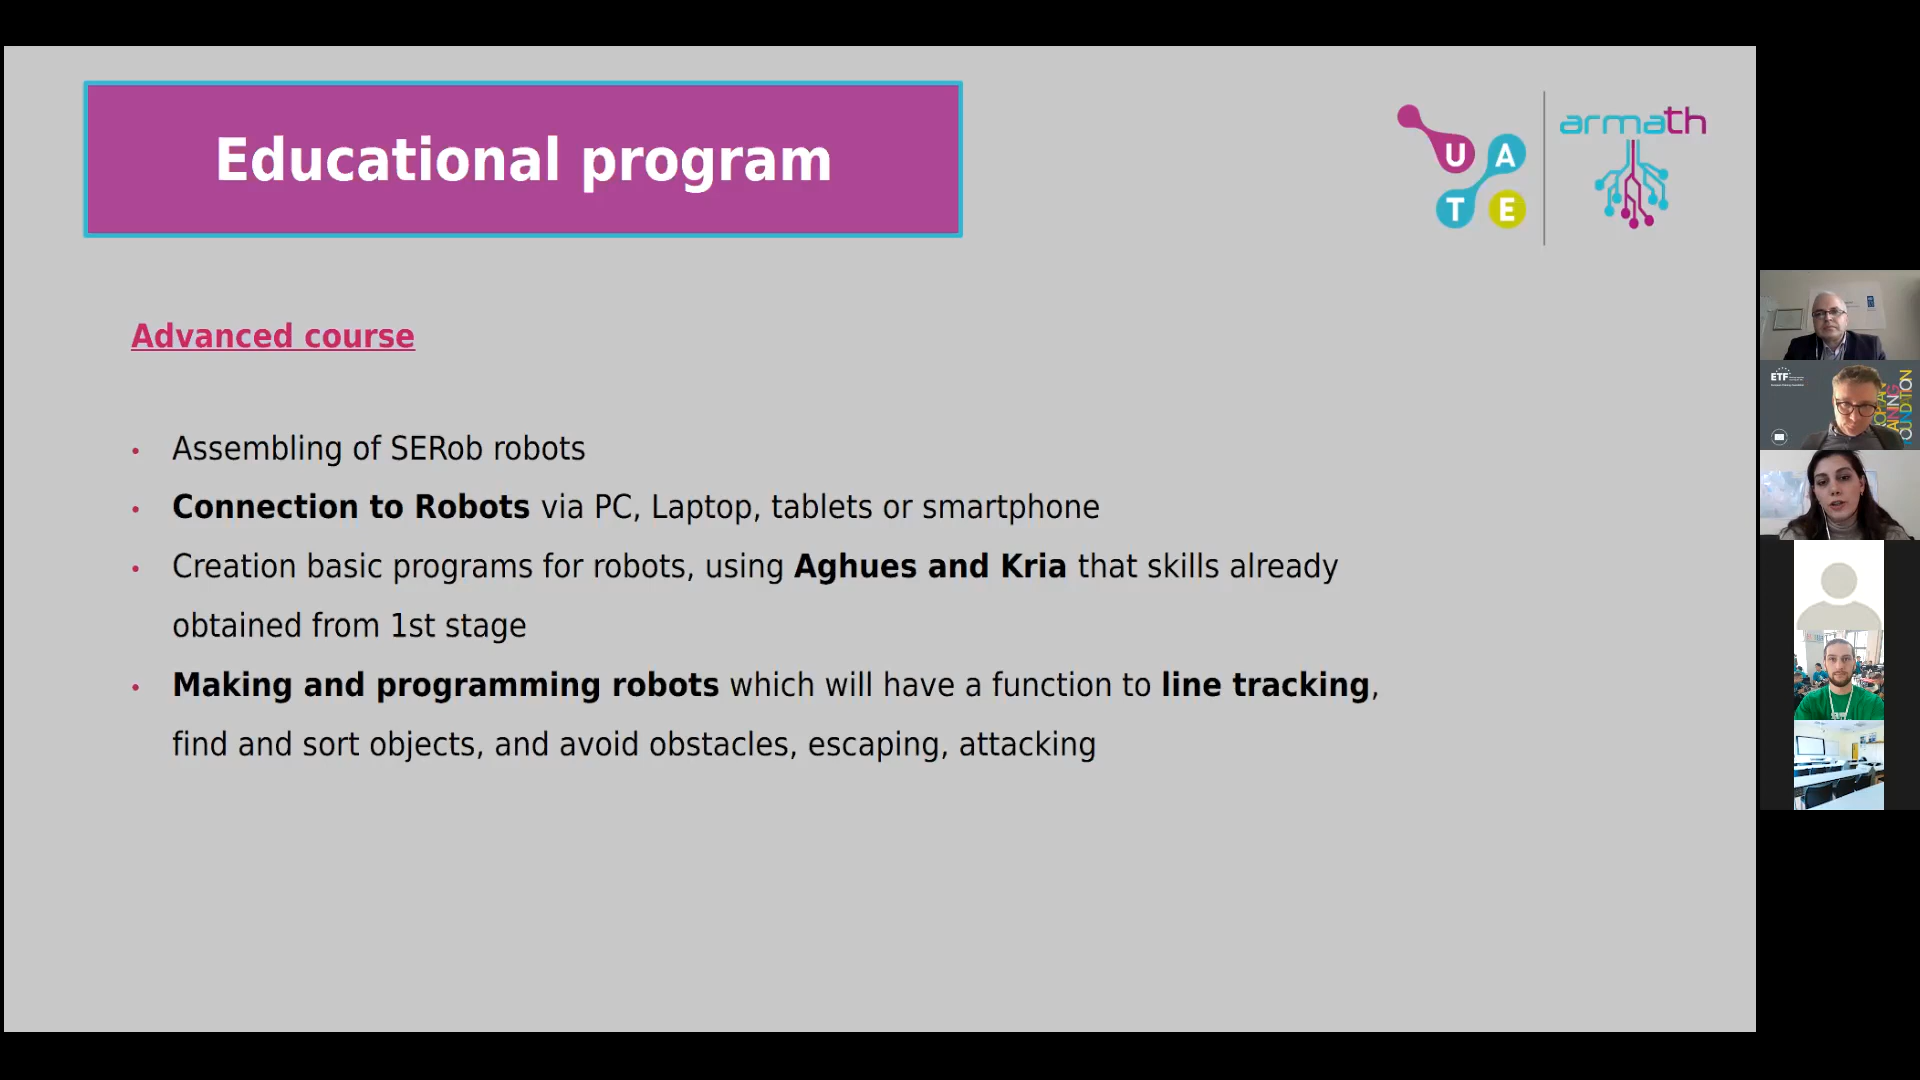 Educational program
U A
T E
armath
Advanced course
• Assembling of SERob robots
• Connection to Robots via PC, Laptop, tablets or smartphone
• Creation basic programs for robots, using Aghues and Kria that skills already
obtained from 1st stage
• Making and programming robots which will have a function to line tracking,
find and sort objects, and avoid obstacles, escaping, attacking
ETF